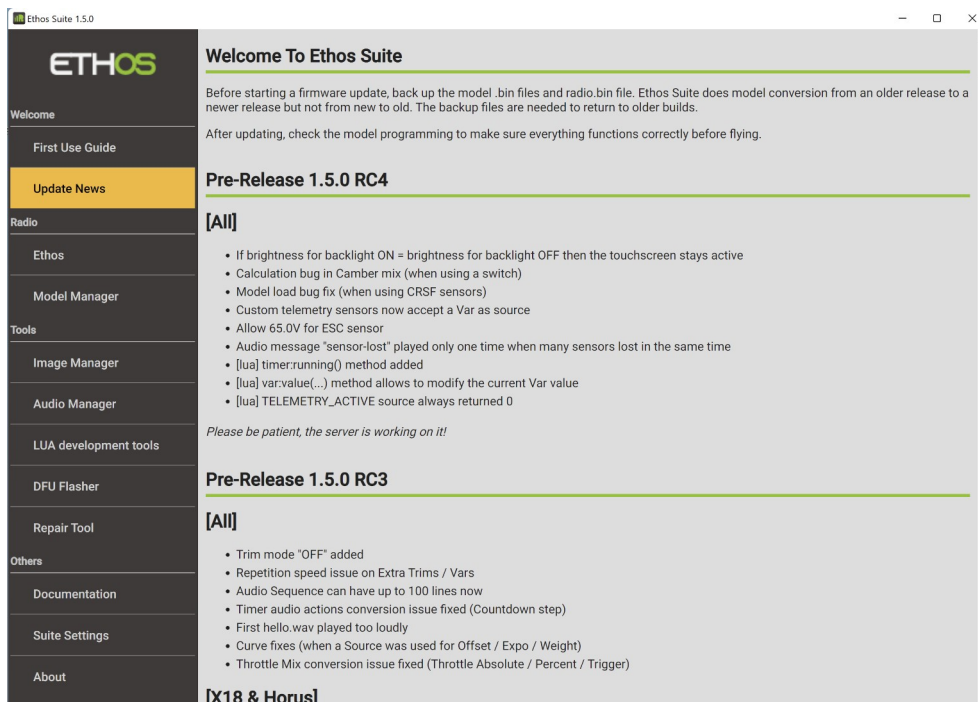 Ethos Suite 1.5.0
ETHOS
Welcome
First Use Guide
Update News
Radio
Ethos
Model Manager
Tools
Image Manager
Audio Manager
LUA development tools
DFU Flasher
Repair Tool
Others
Documentation
Suite Settings
About
Welcome To Ethos Suite
Before starting a firmware update, back up the model .bin files and radio.bin file. Ethos Suite does model conversion from an older release to a
newer release but not from new to old. The backup files are needed to return to older builds.
After updating, check the model programming to make sure everything functions correctly before flying.
Pre-Release 1.5.0 RC4
[All]
• If brightness for backlight ON = brightness for backlight OFF then the touchscreen stays active
• Calculation bug in Camber mix (when using a switch)
• Model load bug fix (when using CRSF sensors)
• Custom telemetry sensors now accept a Var as source
• Allow 65.0V for ESC sensor
• Audio message "sensor-lost" played only one time when many sensors lost in the same time
• [lua] timer:running() method added
• [lua] var:value(...) method allows to modify the current Var value
• [lua] TELEMETRY_ACTIVE source always returned 0
Please be patient, the server is working on it!
Pre-Release 1.5.0 RC3
[All]
• Trim mode "OFF" added
• Repetition speed issue on Extra Trims / Vars
• Audio Sequence can have up to 100 lines now
• Timer audio actions conversion issue fixed (Countdown step)
• First hello.wav played too loudly
• Curve fixes (when a Source was used for Offset / Expo / Weight)
• Throttle Mix conversion issue fixed (Throttle Absolute / Percent / Trigger)
[X18 & Horus]